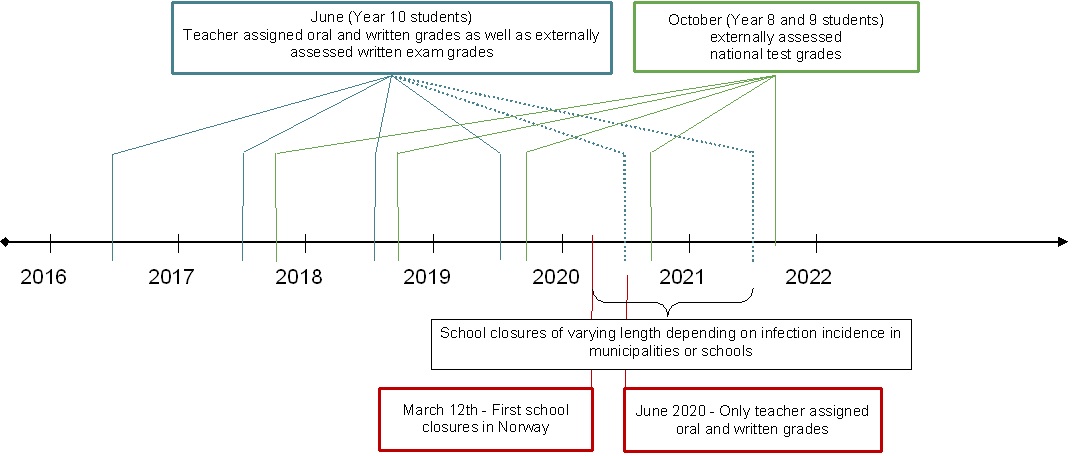 June (Year 10 students)
Teacher assigned oral and written grades as well as externally
assessed written exam grades
October (Year 8 and 9 students)
externally assessed
national test grades
2016
2017
2018
2019
2020
2021
2022
School closures of varying length depending on infection incidence in
municipalities or schools
March 12th - First school
closures in Norway
June 2020 - Only teacher assigned
oral and written grades